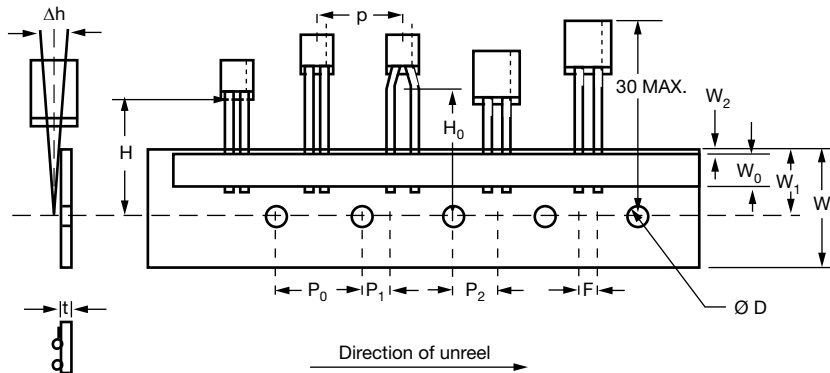 Δh
p
30 MAX.
W₂
H
H₀
W₀
W₁
W
P₀
P₁
P₂
F
Ø D
t
Direction of unreel